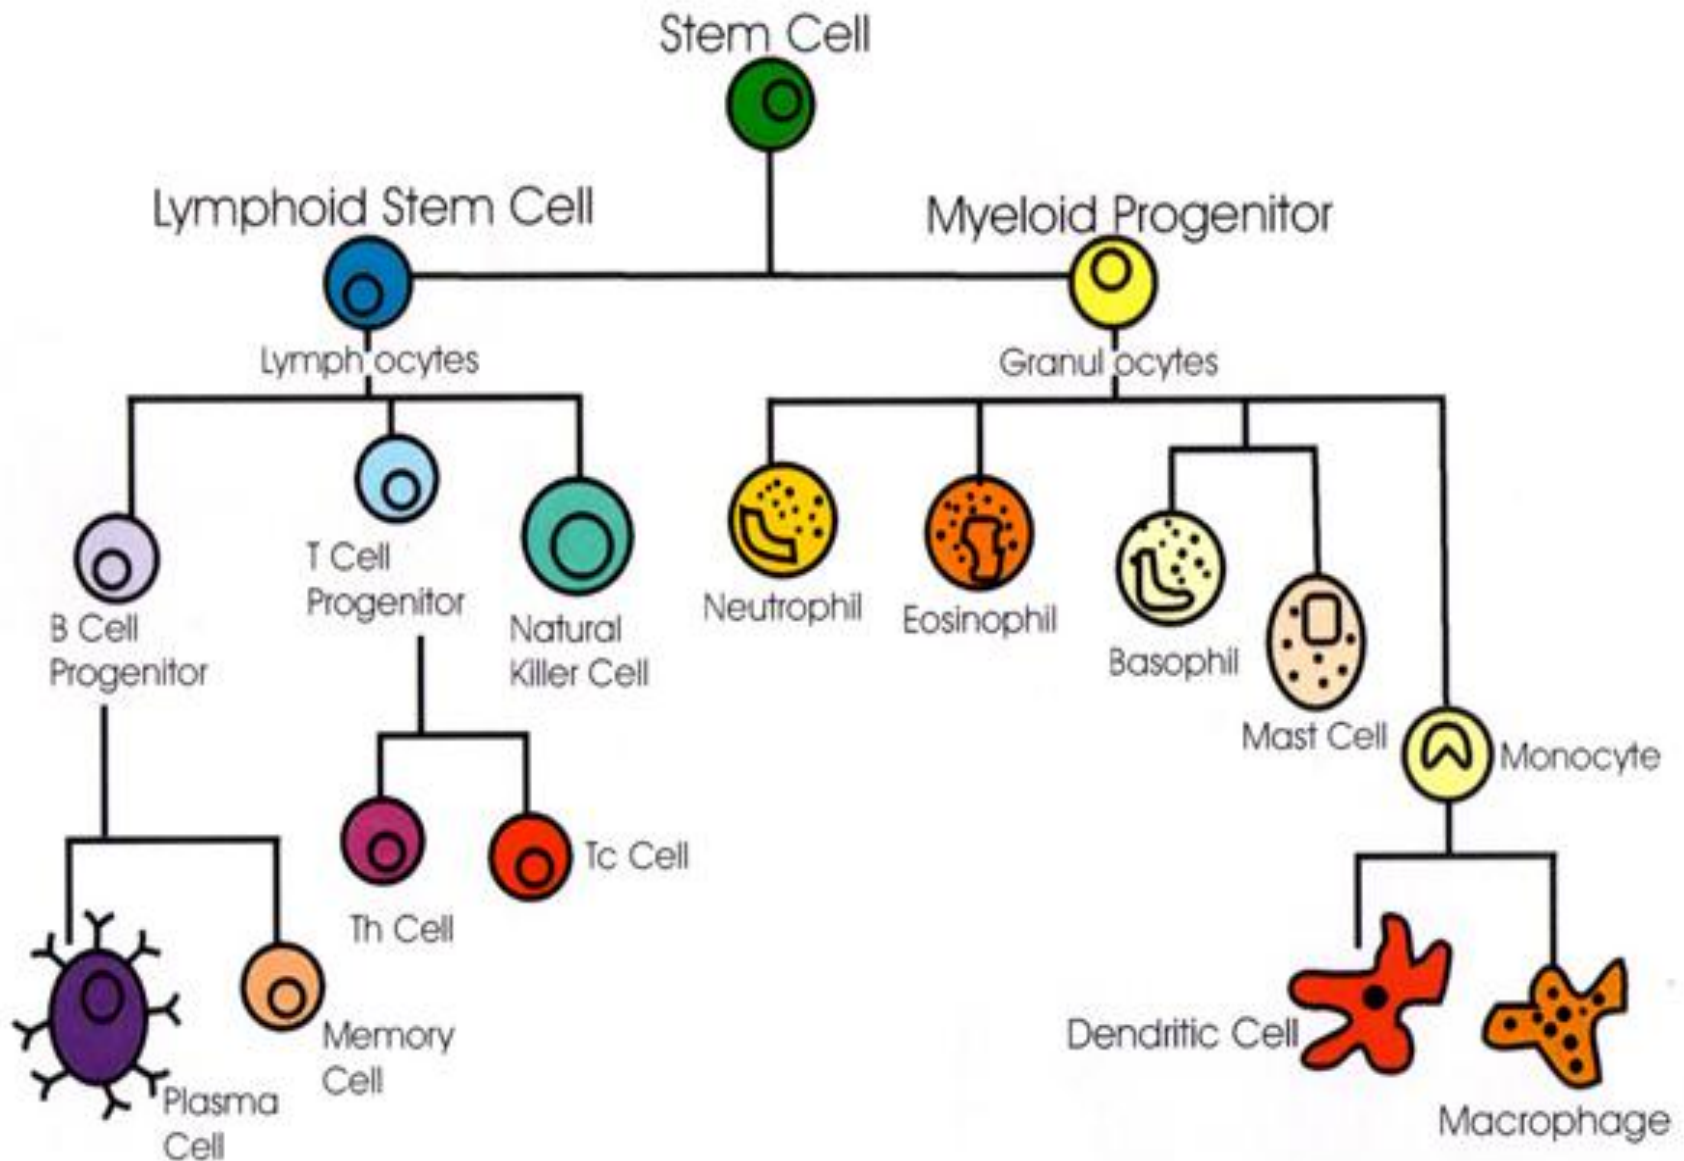 Stem Cell
Lymphoid Stem Cell
Myeloid Progenitor
Lymph ocytes
Granul ocytes
B Cell
Progenitor
T Cell
Progenitor
Natural
Killer Cell
Neutrophil
Eosinophil
Basophil
Mast Cell
Monocyte
Th Cell
Tc Cell
Plasma
Cell
Memory
Cell
Dendritic Cell
Macrophage